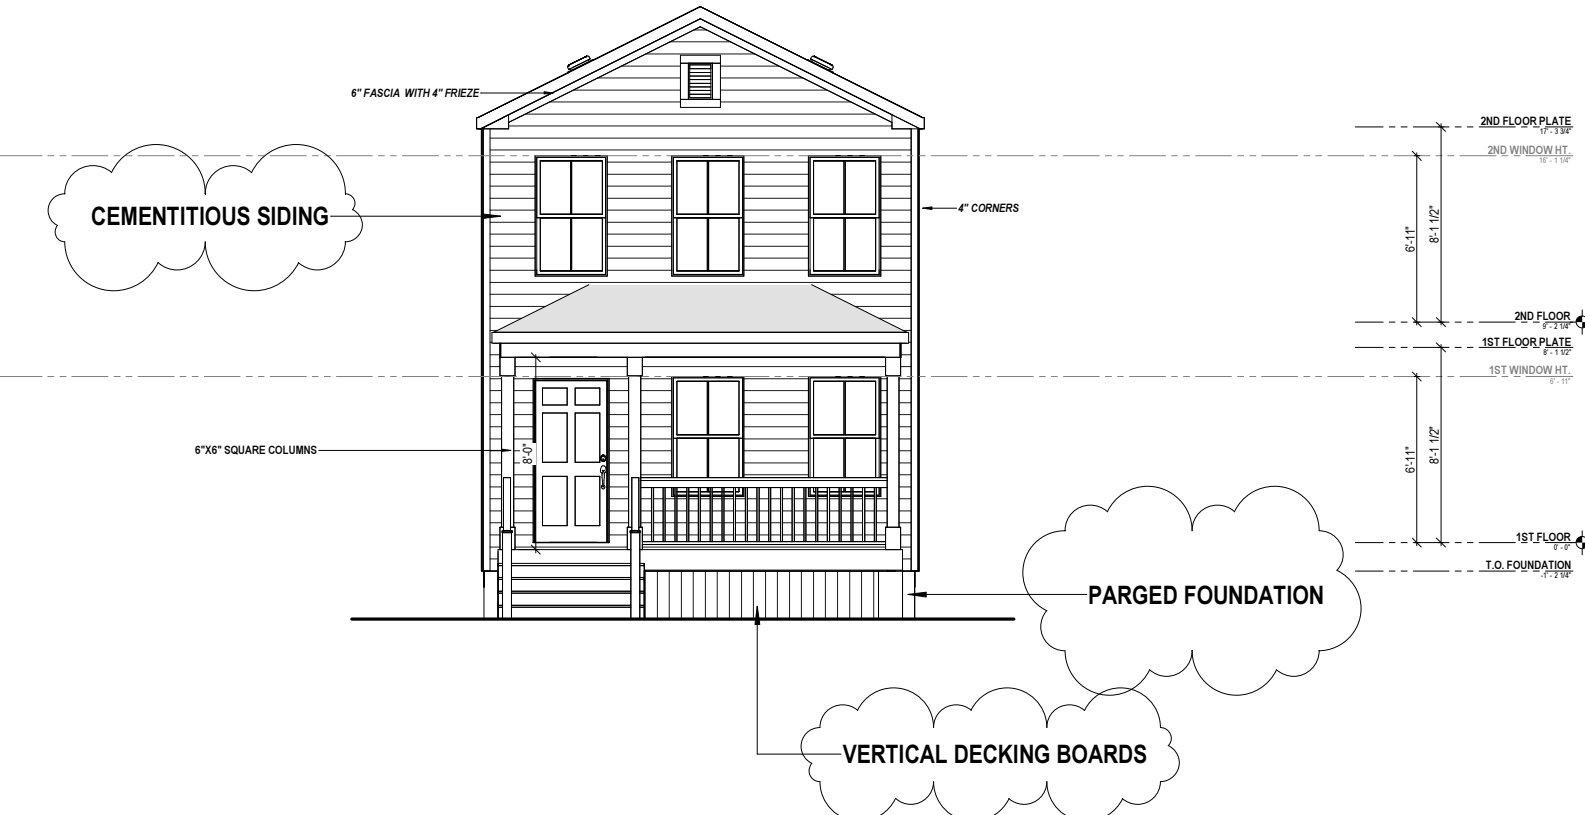 6" FASCIA WITH 4" FRIEZE
2ND FLOOR PLATE
17' - 3 3/4"
2ND WINDOW HT.
16' - 1 1/4"
CEMENTITIOUS SIDING
4" CORNERS
6'-11"
8'-1 1/2"
2ND FLOOR
9' - 2 1/4"
1ST FLOOR PLATE
8' - 1 1/2"
1ST WINDOW HT.
6' - 11"
6"X6" SQUARE COLUMNS
8'-0"
6'-11"
8'-1 1/2"
1ST FLOOR
0' - 0"
T.O. FOUNDATION
-1' - 2 1/4"
PARGED FOUNDATION
VERTICAL DECKING BOARDS